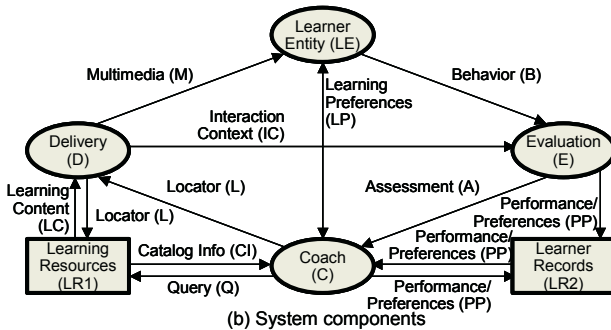 Learner
Entity (LE)
Multimedia (M)
Behavior (B)
Learning
Preferences
(LP)
Interaction
Context (IC)
Delivery
(D)
Evaluation
(E)
Learning
Content
(LC)
Locator (L)
Locator (L)
Assessment (A)
Performance/
Preferences (PP)
Performance/
Preferences (PP)
Learning
Resources
(LR1)
Catalog Info (CI)
Query (Q)
Coach
(C)
Performance/
Preferences (PP)
Learner
Records
(LR2)
(b) System components